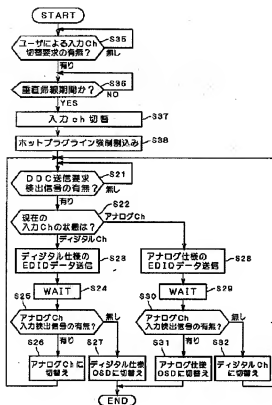 START
S35
ユーザによる入力Ch
切替要求の有無？
無し
有り
S36
垂直帰線期間か？
NO
YES
S37
入力ch切替
S38
ホットプラグライン強制割込み
S21
DDC送信要求
検出信号の有無？
無し
有り
S22
現在の
入力Chの状態は？
アナログCh
ディジタルCh
S23
ディジタル仕様の
EDIDデータ送信
S28
アナログ仕様の
EDIDデータ送信
S24
WAIT
S29
WAIT
S25
アナログCh
入力検出信号の有無？
無し
有り
S30
アナログCh
入力検出信号の有無？
無し
有り
S26
アナログChに
切替え
S27
ディジタル仕様
OSDに切替え
S31
アナログ仕様
OSDに切替え
S32
ディジタルChに
切替え
END